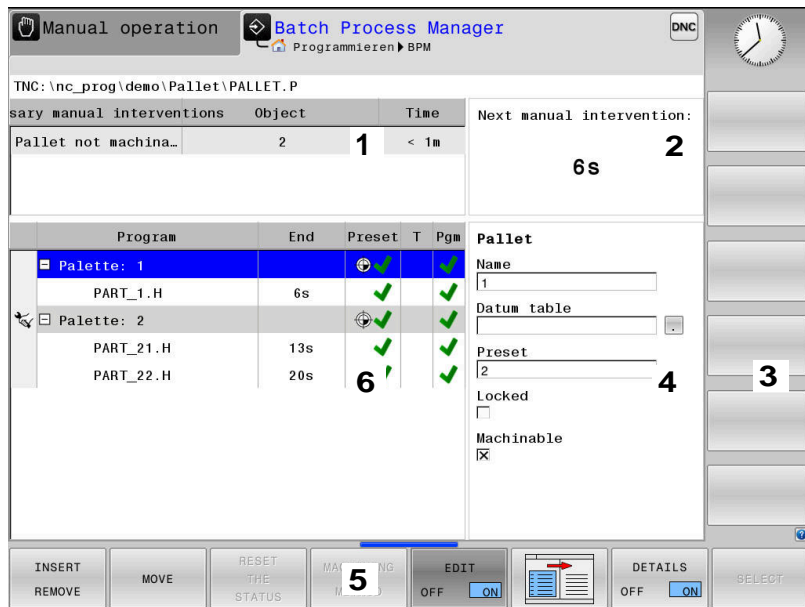 Manual operation
Batch Process Manager
DNC
Programmieren BPM
TNC:\nc_prog\demo\Pallet\PALLET.P
sary manual interventions Object Time
Pallet not machina… 2 1 < 1m
Next manual intervention:
2
6s
Program End Preset T Pgm
Palette: 1
PART_1.H 6s
Palette: 2
PART_21.H 13s
PART_22.H 20s
6
Pallet
Name
1
Datum table
.
Preset
2
4
Locked
Machinable
3
INSERT
REMOVE
MOVE
RESET
THE
STATUS
5
EDIT
OFF ON
DETAILS
OFF ON
SELECT